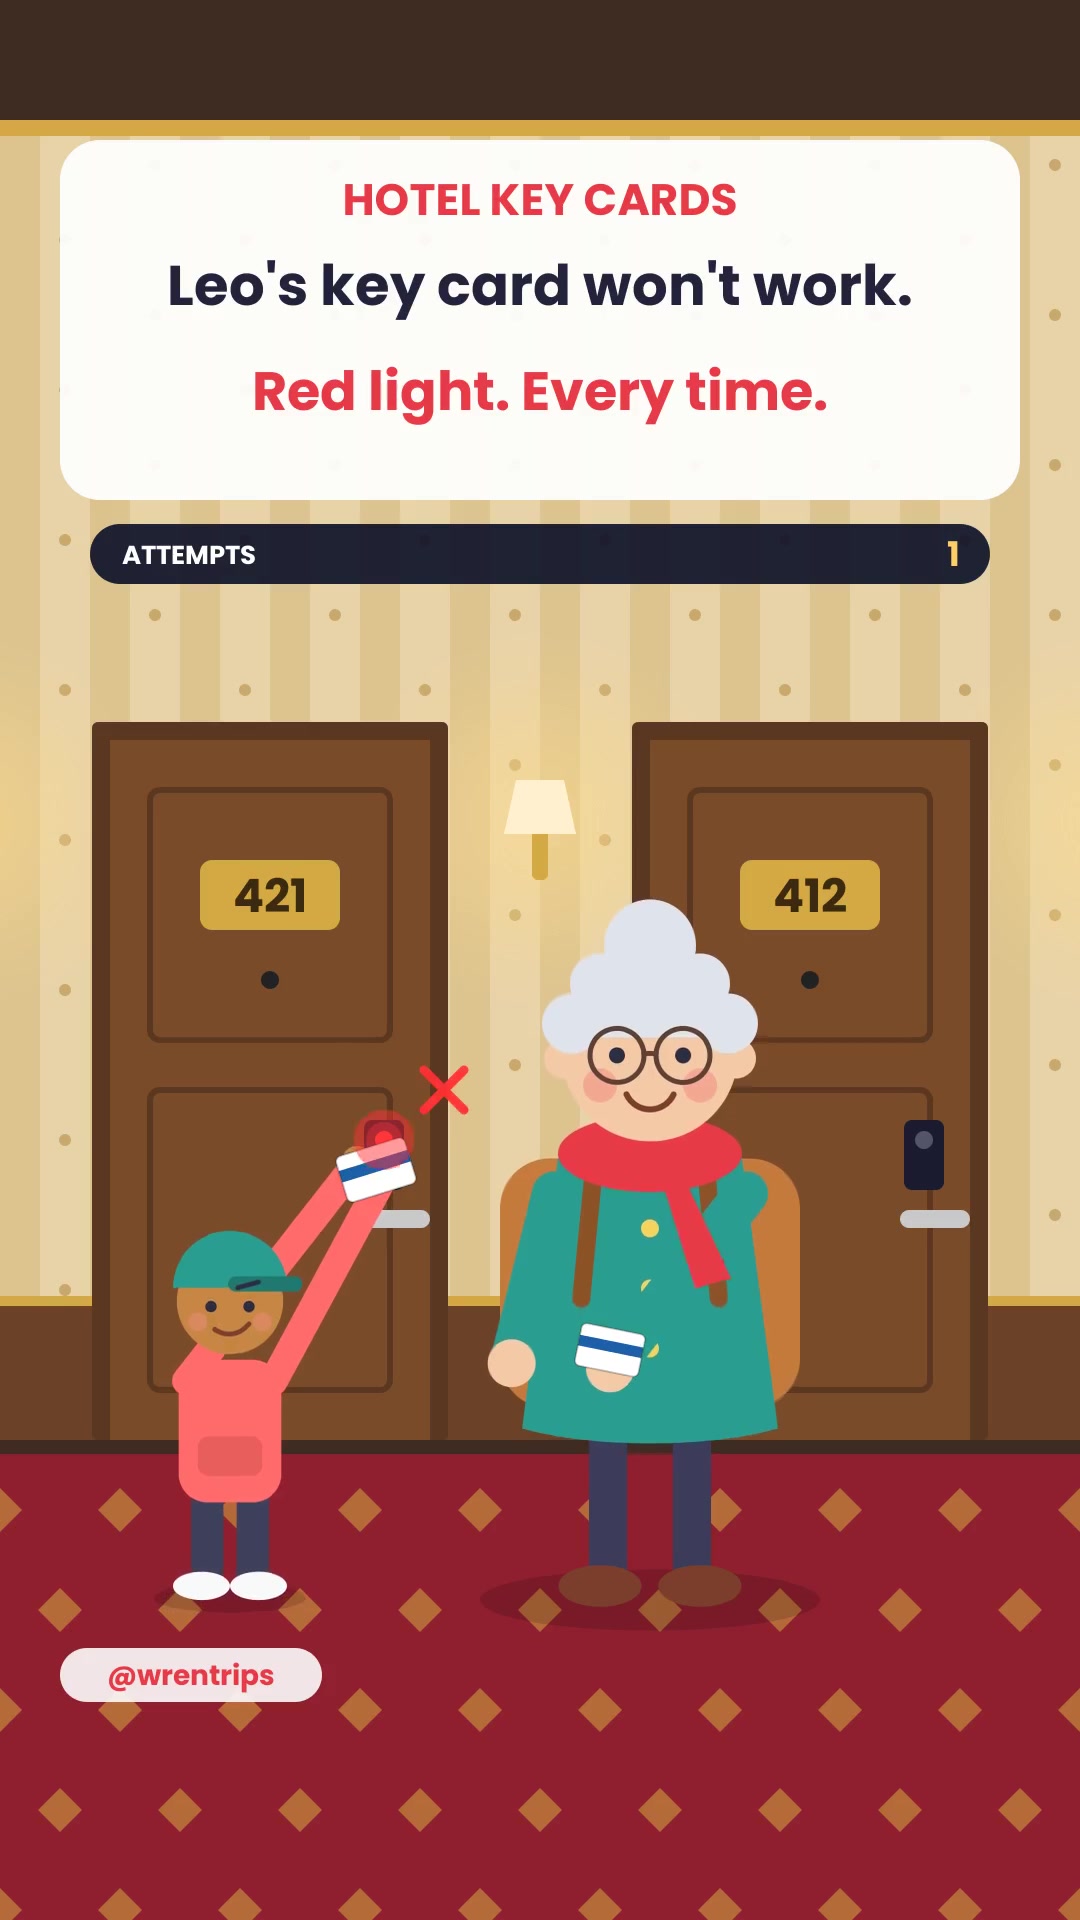 HOTEL KEY CARDS
Leo's key card won't work.
Red light. Every time.
ATTEMPTS 1
421 412
@wrentrips